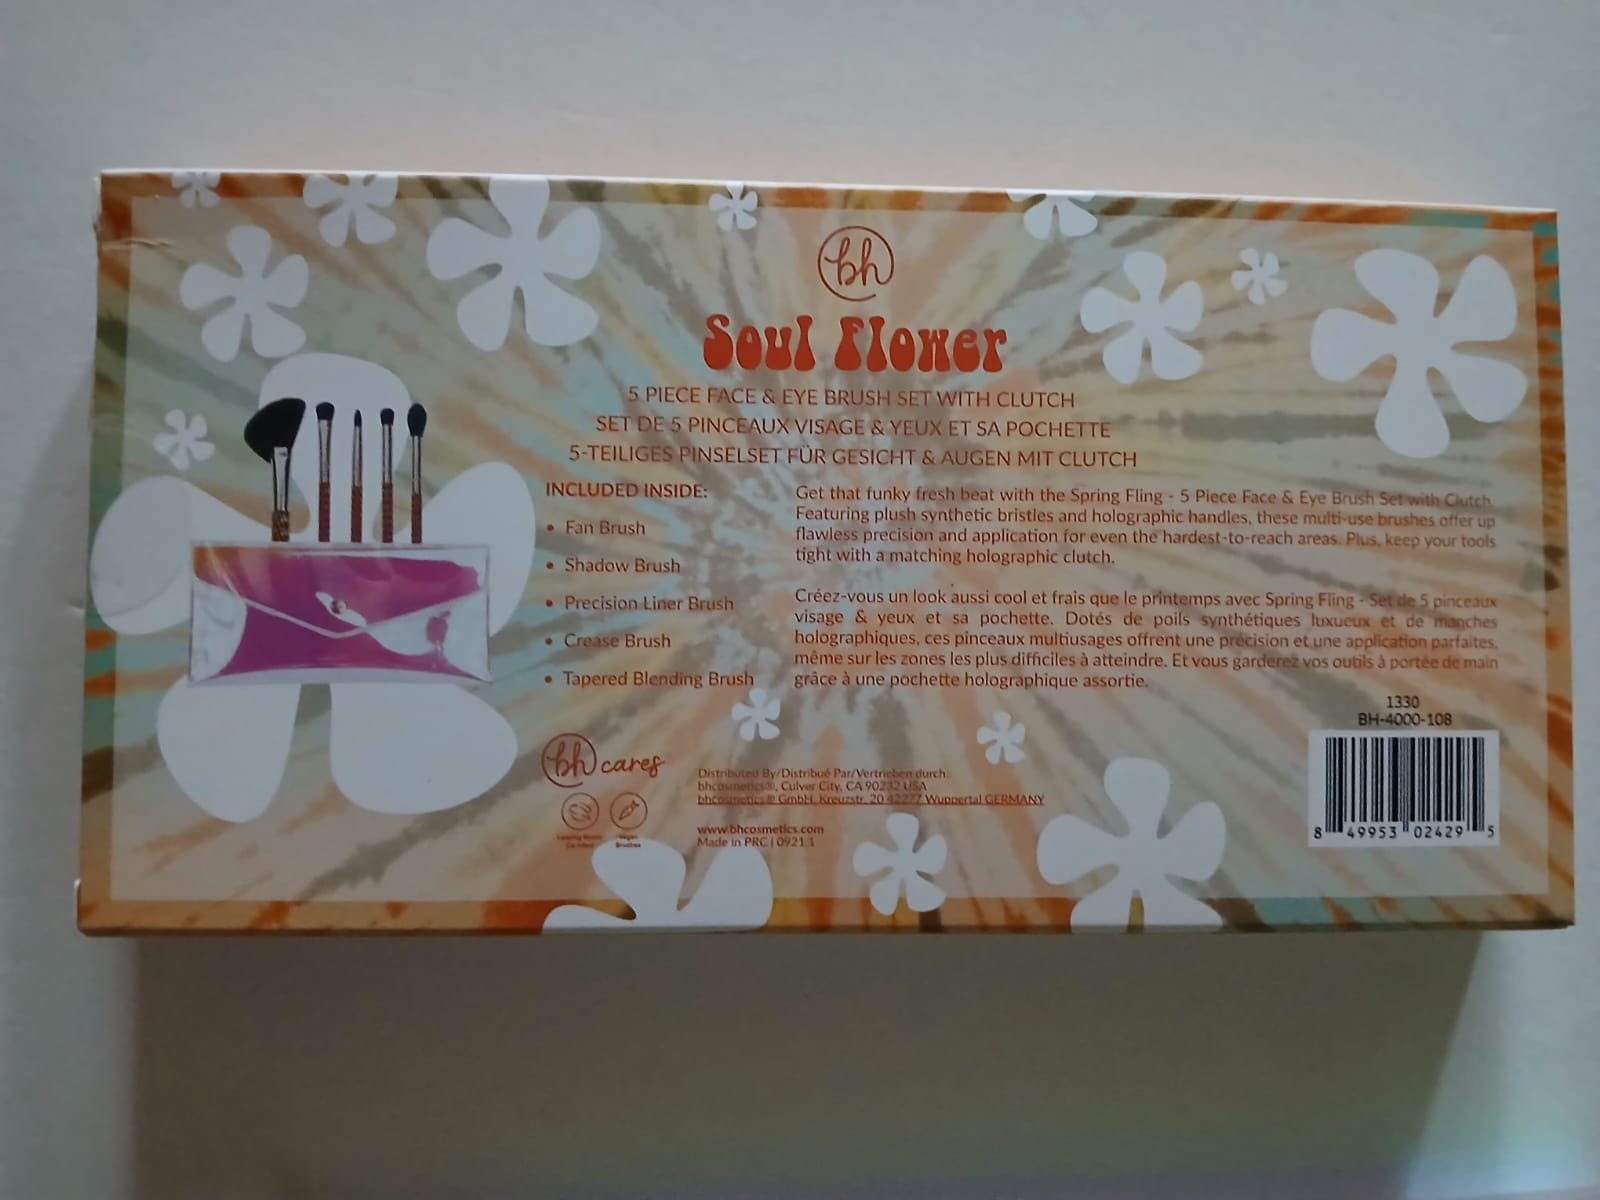 bh
Soul Flower
5 PIECE FACE & EYE BRUSH SET WITH CLUTCH
SET DE 5 PINCEAUX VISAGE & YEUX ET SA POCHETTE
5-TEILIGES PINSELSET FÜR GESICHT & AUGEN MIT CLUTCH
INCLUDED INSIDE:
• Fan Brush
• Shadow Brush
• Precision Liner Brush
• Crease Brush
• Tapered Blending Brush
Get that funky fresh beat with the Spring Fling - 5 Piece Face & Eye Brush Set with Clutch.
Featuring plush synthetic bristles and holographic handles, these multi-use brushes offer up
flawless precision and application for even the hardest-to-reach areas. Plus, keep your tools
tight with a matching holographic clutch.
Créez-vous un look aussi cool et frais que le printemps avec Spring Fling - Set de 5 pinceaux
visage & yeux et sa pochette. Dotés de poils synthétiques luxueux et de manches
holographiques, ces pinceaux multiusages offrent une précision et une application parfaites,
même sur les zones les plus difficiles à atteindre. Et vous garderez vos outils à portée de main
grâce à une pochette holographique assortie.
bh cares
Vegan
Brushes
Distributed By/Distribué Par/Vertrieben durch:
bhcosmetics®, Culver City, CA 90232 USA
bhcosmetics® GmbH, Kreuzstr. 20 42277 Wuppertal GERMANY
www.bhcosmetics.com
Made in PRC | 0921.1
1330
BH-4000-108
8 49953 02429 5